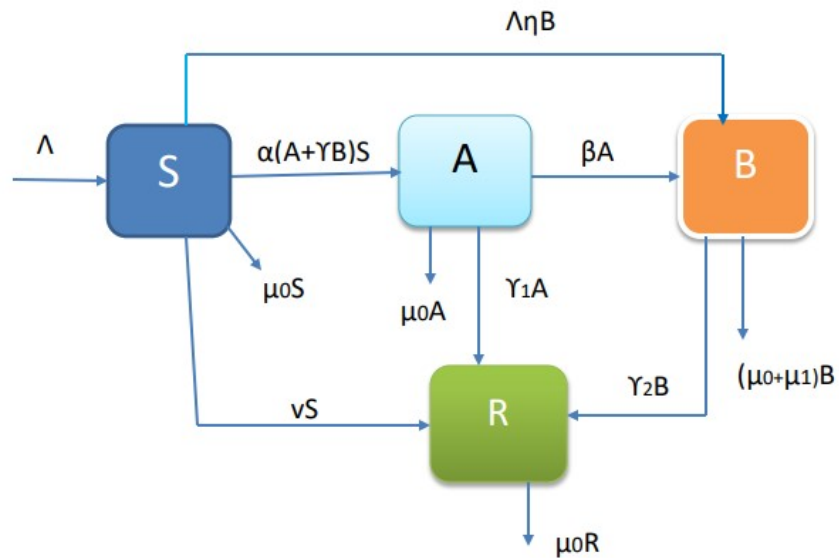 ΛηB
Λ
S
α(A+ϒB)S
A
βA
B
μ0S
μ0A
ϒ1A
(μ0+μ1)B
ϒ2B
R
vS
μ0R